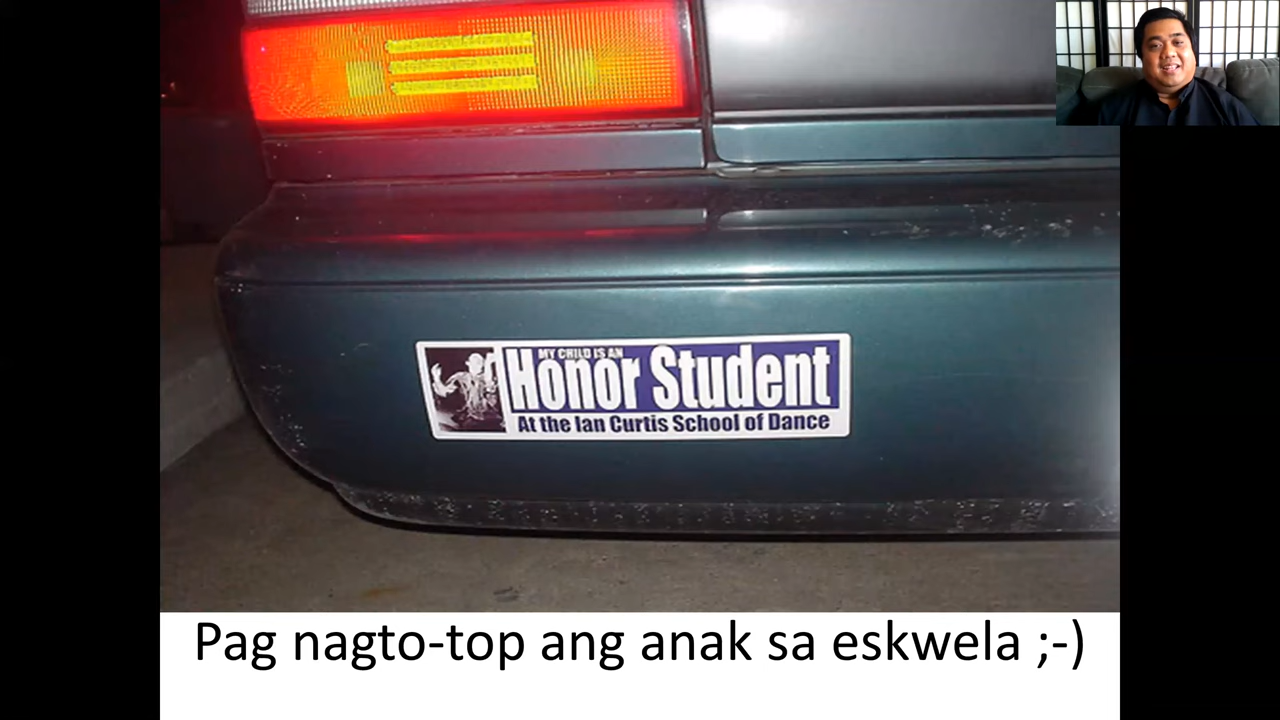 MY CHILD IS AN
Honor Student
At the Ian Curtis School of Dance
Pag nagto-top ang anak sa eskwela ;-)